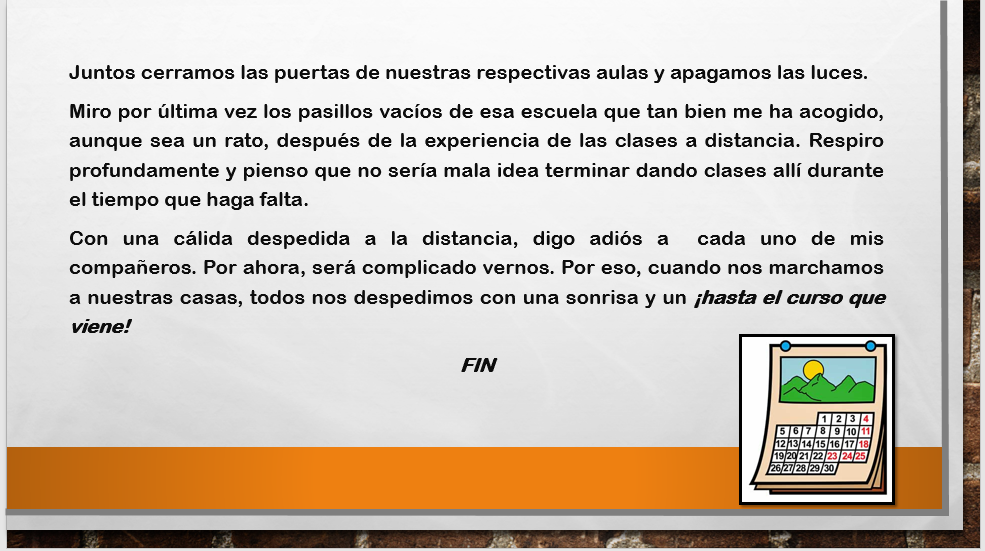 Juntos cerramos las puertas de nuestras respectivas aulas y apagamos las luces.
Miro por última vez los pasillos vacíos de esa escuela que tan bien me ha acogido,
aunque sea un rato, después de la experiencia de las clases a distancia. Respiro
profundamente y pienso que no sería mala idea terminar dando clases allí durante
el tiempo que haga falta.
Con una cálida despedida a la distancia, digo adiós a cada uno de mis
compañeros. Por ahora, será complicado vernos. Por eso, cuando nos marchamos
a nuestras casas, todos nos despedimos con una sonrisa y un ¡hasta el curso que
viene!
FIN
1 2 3 4
5 6 7 8 9 10 11
12 13 14 15 16 17 18
19 20 21 22 23 24 25
26 27 28 29 30